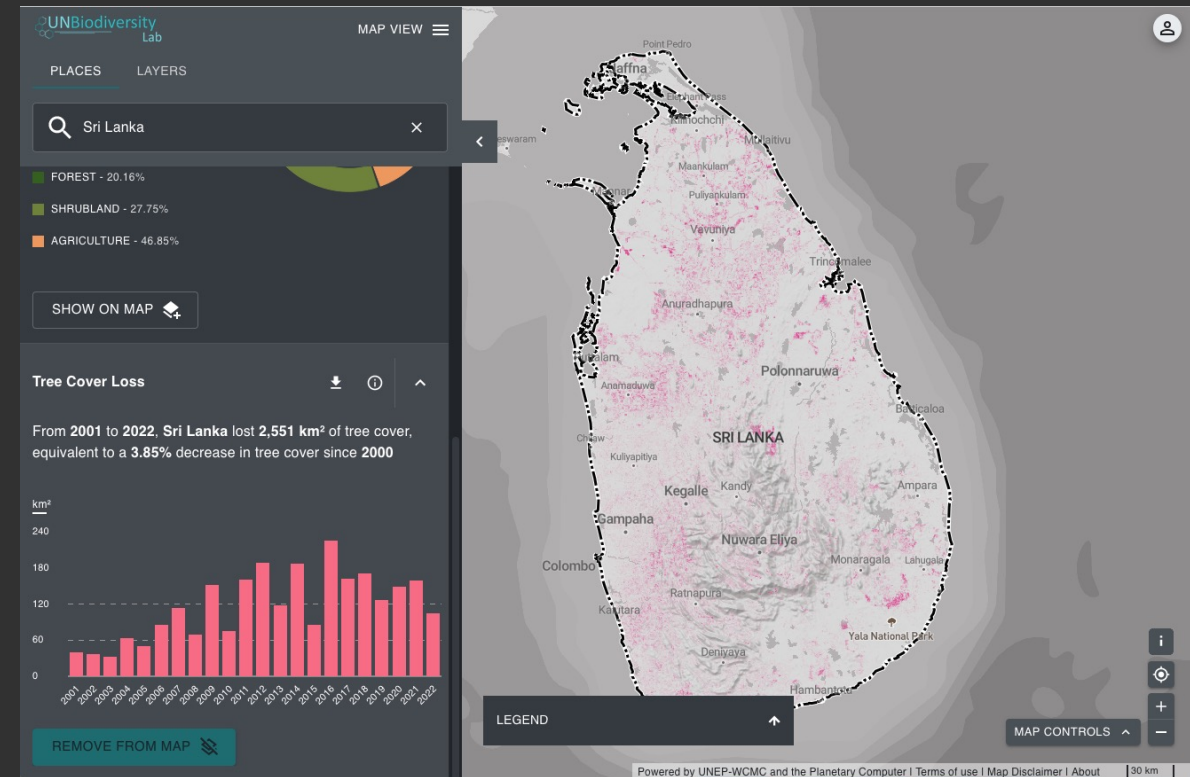 UNBiodiversity
Lab
MAP VIEW
PLACES
LAYERS
Sri Lanka
FOREST - 20.16%
SHRUBLAND - 27.75%
AGRICULTURE - 46.85%
SHOW ON MAP
Tree Cover Loss
From 2001 to 2022, Sri Lanka lost 2,551 km² of tree cover,
equivalent to a 3.85% decrease in tree cover since 2000
km²
240
180
120
60
0
2001 2002 2003 2004 2005 2006 2007 2008 2009 2010 2011 2012 2013 2014 2015 2016 2017 2018 2019 2020 2021 2022
REMOVE FROM MAP
Point Pedro
Jaffna
Elephant Pass
Kilinochchi
eswaram
Mullaitivu
Maankulam
Mannar
Puliyankulam
Vavuniya
Trincomalee
Anuradhapura
Puttalam
Polonnaruwa
Anamaduwa
Batticaloa
Chilaw
SRI LANKA
Kuliyapitiya
Kandy
Ampara
Kegalle
Gampaha
Nuwara Eliya
Colombo
Monaragala
Lahugala
Ratnapura
Kalutara
Yala National Park
Deniyaya
Hambantota
LEGEND
MAP CONTROLS
i
+
−
Powered by UNEP-WCMC and the Planetary Computer | Terms of use | Map Disclaimer | About
30 km